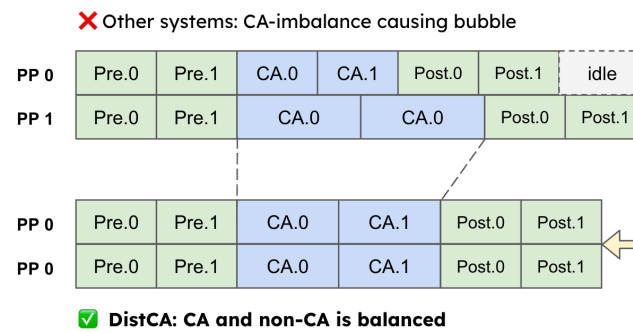 ❌ Other systems: CA-imbalance causing bubble
PP 0 Pre.0 Pre.1 CA.0 CA.1 Post.0 Post.1 idle
PP 1 Pre.0 Pre.1 CA.0 CA.0 Post.0 Post.1
PP 0 Pre.0 Pre.1 CA.0 CA.1 Post.0 Post.1
PP 0 Pre.0 Pre.1 CA.0 CA.1 Post.0 Post.1
✅ DistCA: CA and non-CA is balanced